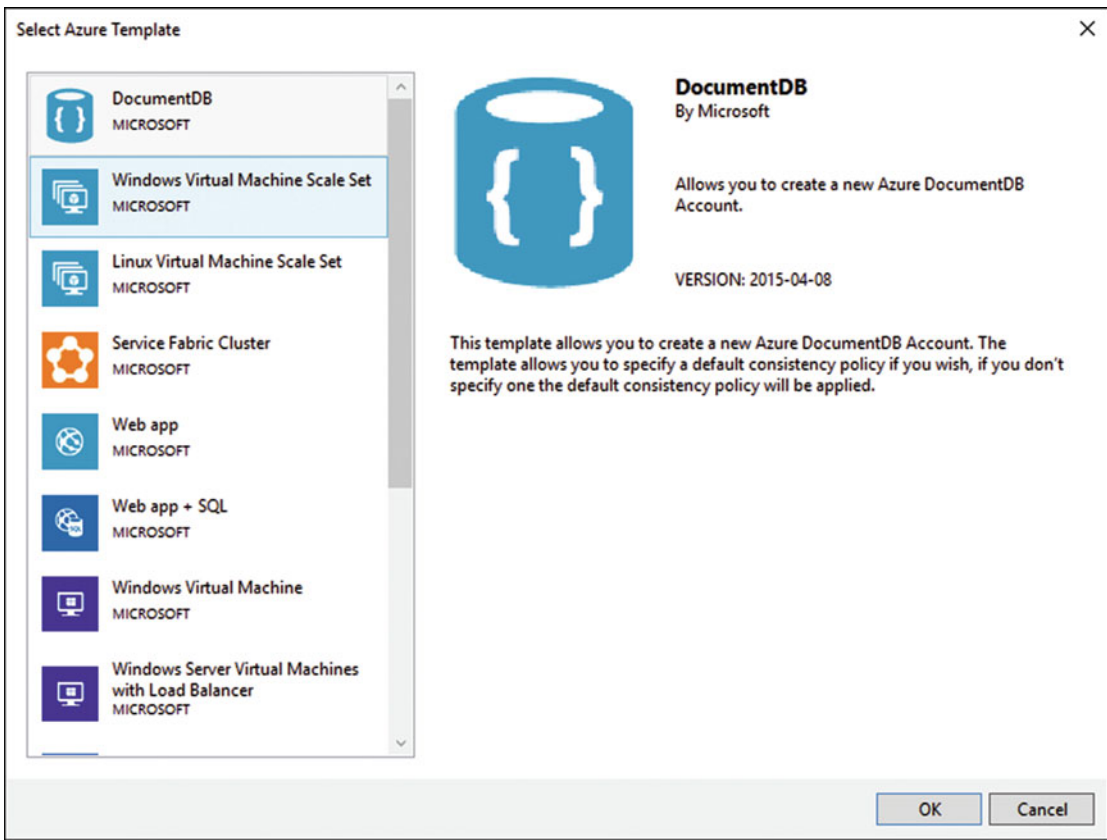 Select Azure Template
DocumentDB
MICROSOFT
Windows Virtual Machine Scale Set
MICROSOFT
Linux Virtual Machine Scale Set
MICROSOFT
Service Fabric Cluster
MICROSOFT
Web app
MICROSOFT
Web app + SQL
MICROSOFT
Windows Virtual Machine
MICROSOFT
Windows Server Virtual Machines
with Load Balancer
MICROSOFT
DocumentDB
By Microsoft
Allows you to create a new Azure DocumentDB
Account.
VERSION: 2015-04-08
This template allows you to create a new Azure DocumentDB Account. The
template allows you to specify a default consistency policy if you wish, if you don't
specify one the default consistency policy will be applied.
OK
Cancel